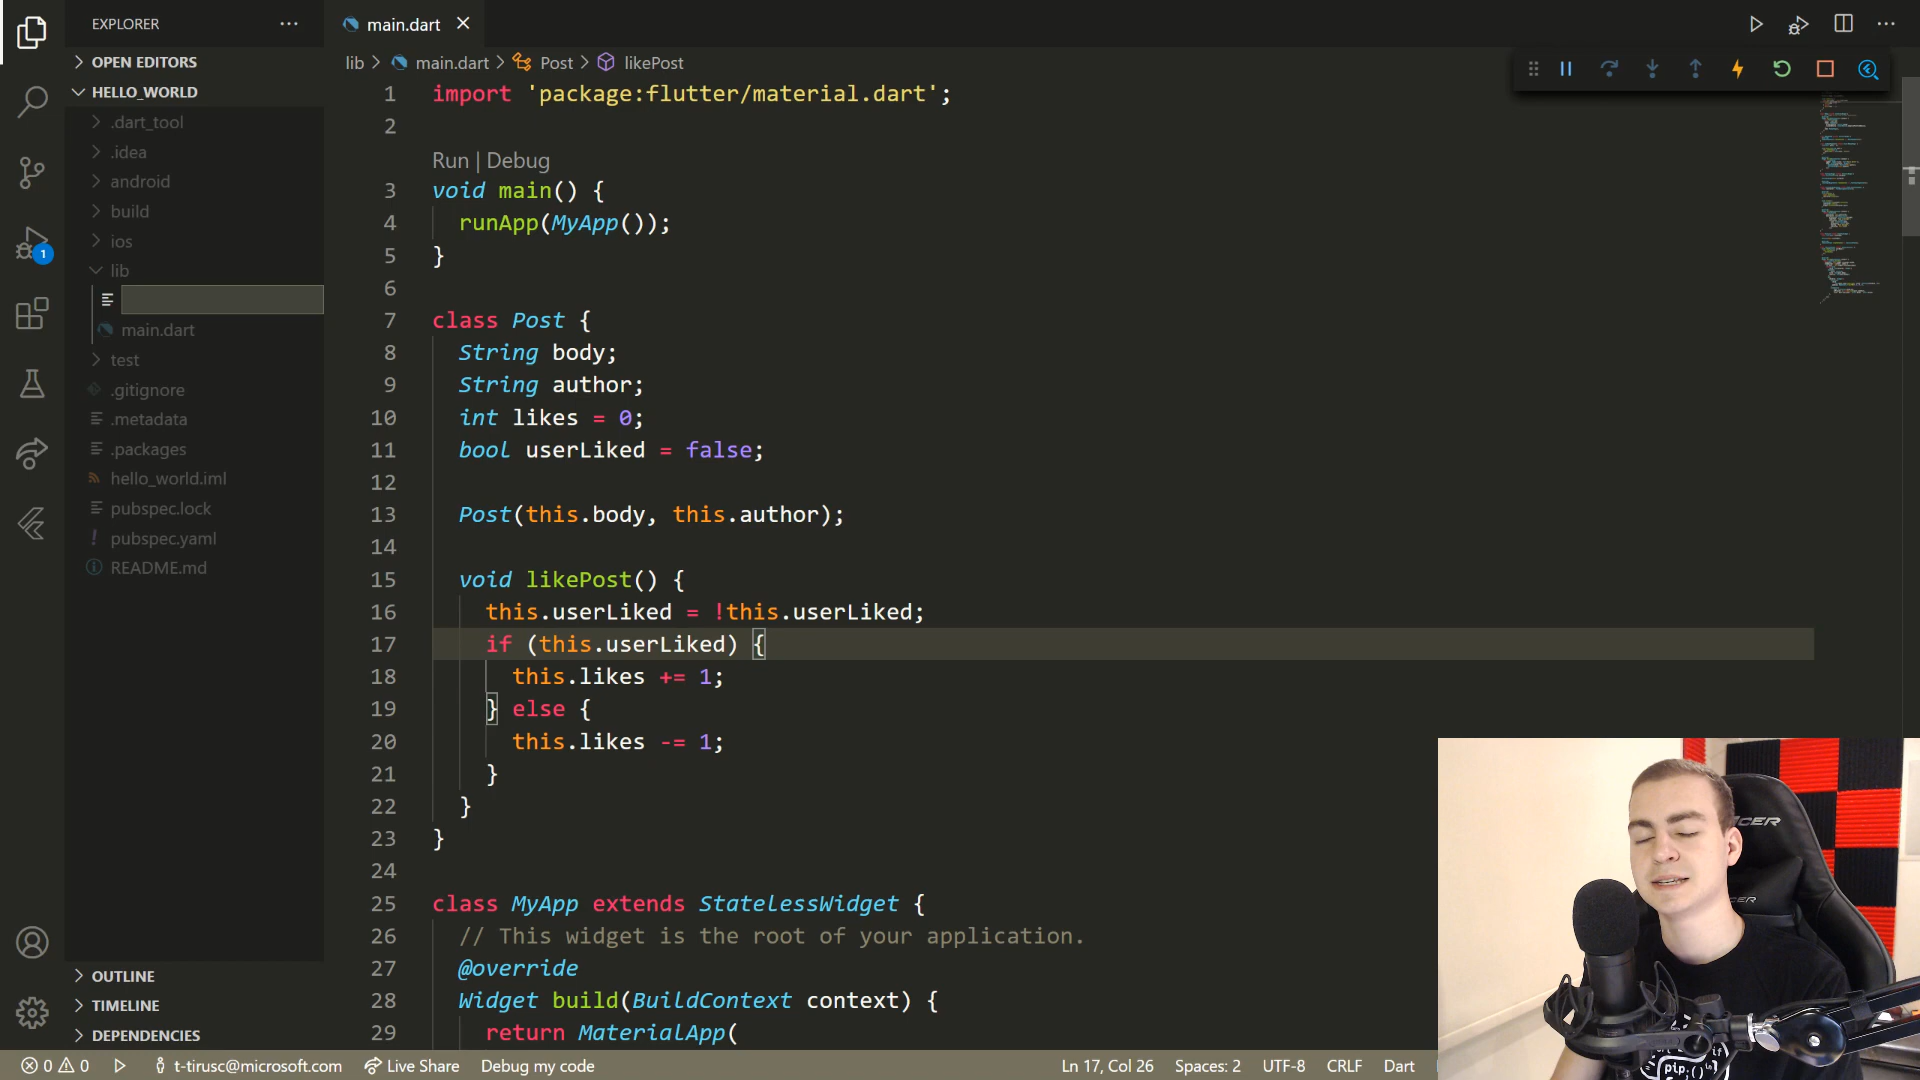 EXPLORER
OPEN EDITORS
HELLO_WORLD
.dart_tool
.idea
android
build
ios
lib
main.dart
test
.gitignore
.metadata
.packages
hello_world.iml
pubspec.lock
pubspec.yaml
README.md
OUTLINE
TIMELINE
DEPENDENCIES
1
main.dart
lib > main.dart > Post > likePost
1 import 'package:flutter/material.dart';
2
Run | Debug
3 void main() {
4 runApp(MyApp());
5 }
6
7 class Post {
8 String body;
9 String author;
10 int likes = 0;
11 bool userLiked = false;
12
13 Post(this.body, this.author);
14
15 void likePost() {
16 this.userLiked = !this.userLiked;
17 if (this.userLiked) {
18 this.likes += 1;
19 } else {
20 this.likes -= 1;
21 }
22 }
23 }
24
25 class MyApp extends StatelessWidget {
26 // This widget is the root of your application.
27 @override
28 Widget build(BuildContext context) {
29 return MaterialApp(
0 0 t-tirusc@microsoft.com Live Share Debug my code Ln 17, Col 26 Spaces: 2 UTF-8 CRLF Dart